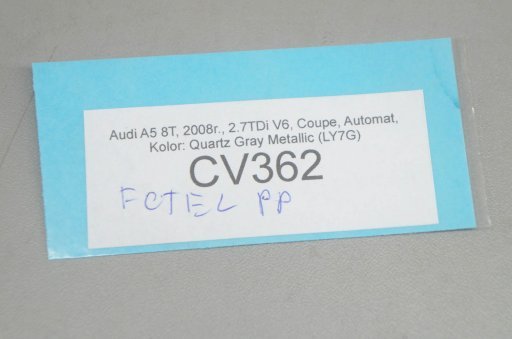 Audi A5 8T, 2008r., 2.7TDi V6, Coupe, Automat,
Kolor: Quartz Gray Metallic (LY7G)
CV362
FOTEL PP